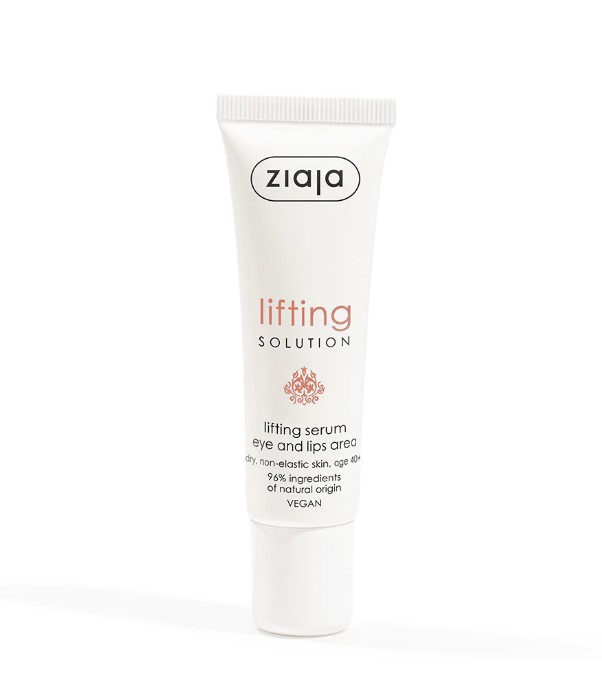 ziaja
lifting
SOLUTION
lifting serum
eye and lips area
dry, non-elastic skin, age 40+
96% ingredients
of natural origin
VEGAN